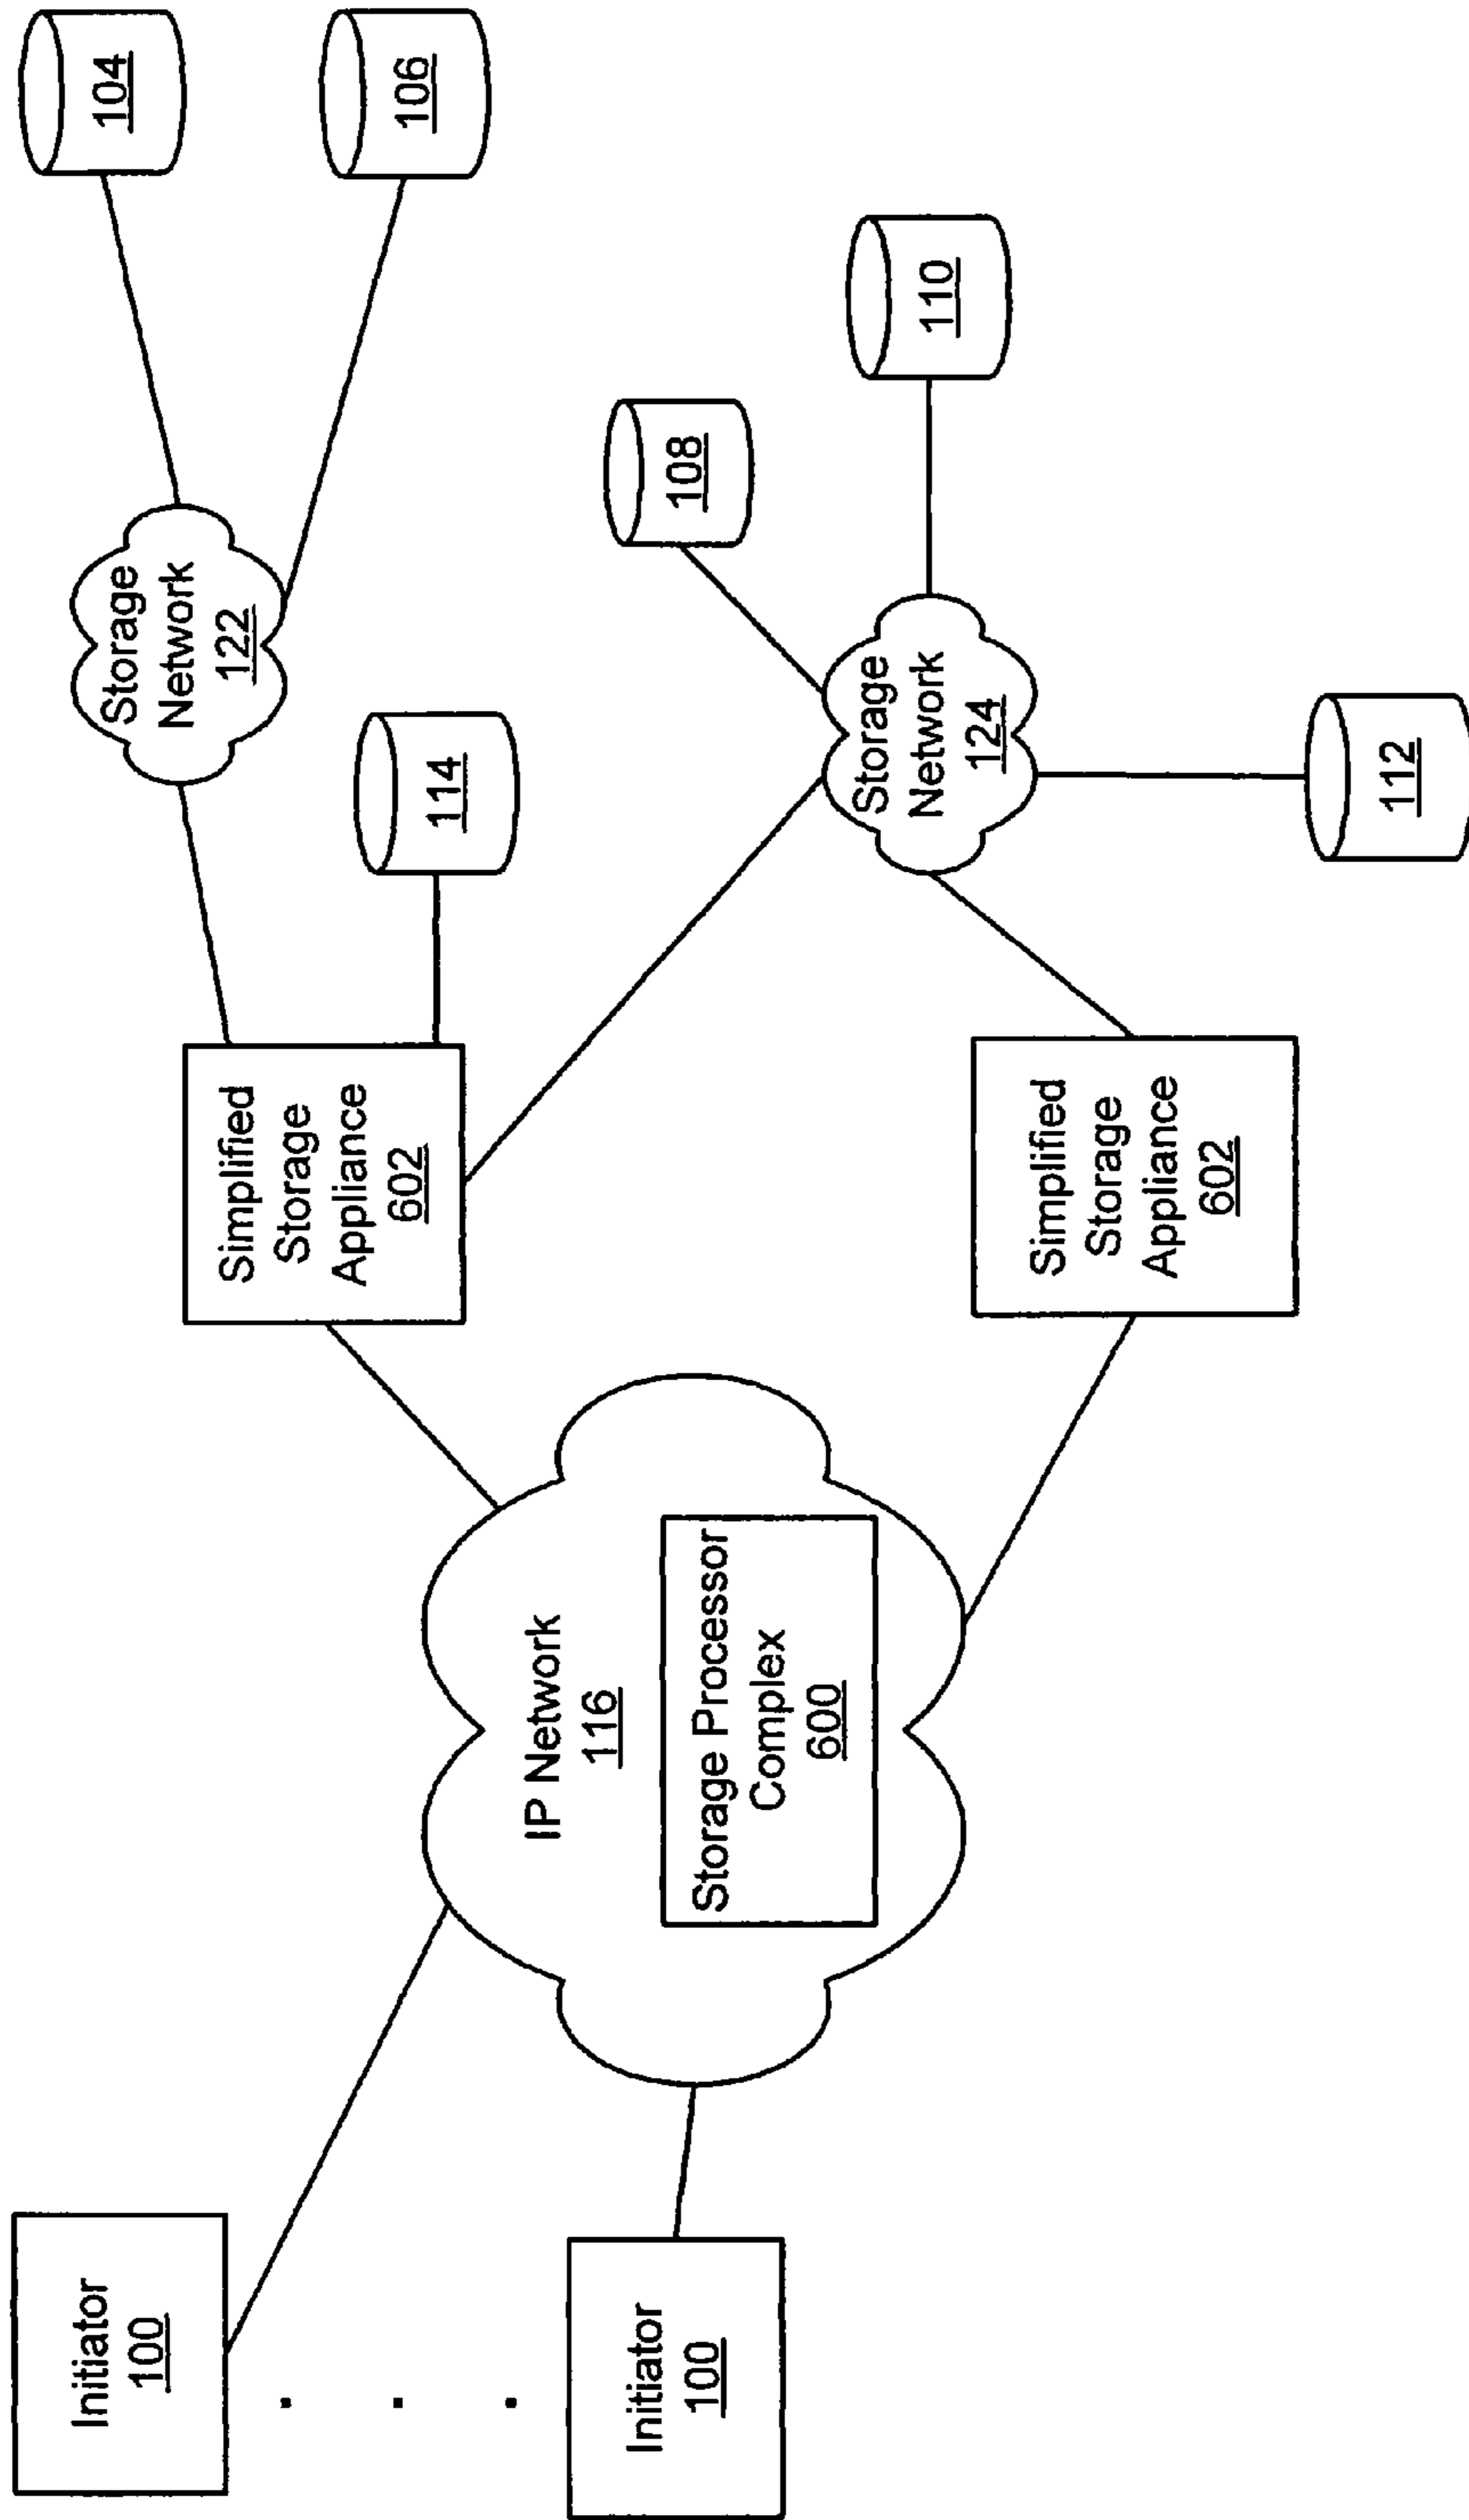 Initiator
100
Initiator
100
IP Network
116
Storage Processor
Complex
600
Simplified
Storage
Appliance
602
Simplified
Storage
Appliance
602
Storage
Network
122
114
Storage
Network
124
104
106
108
110
112